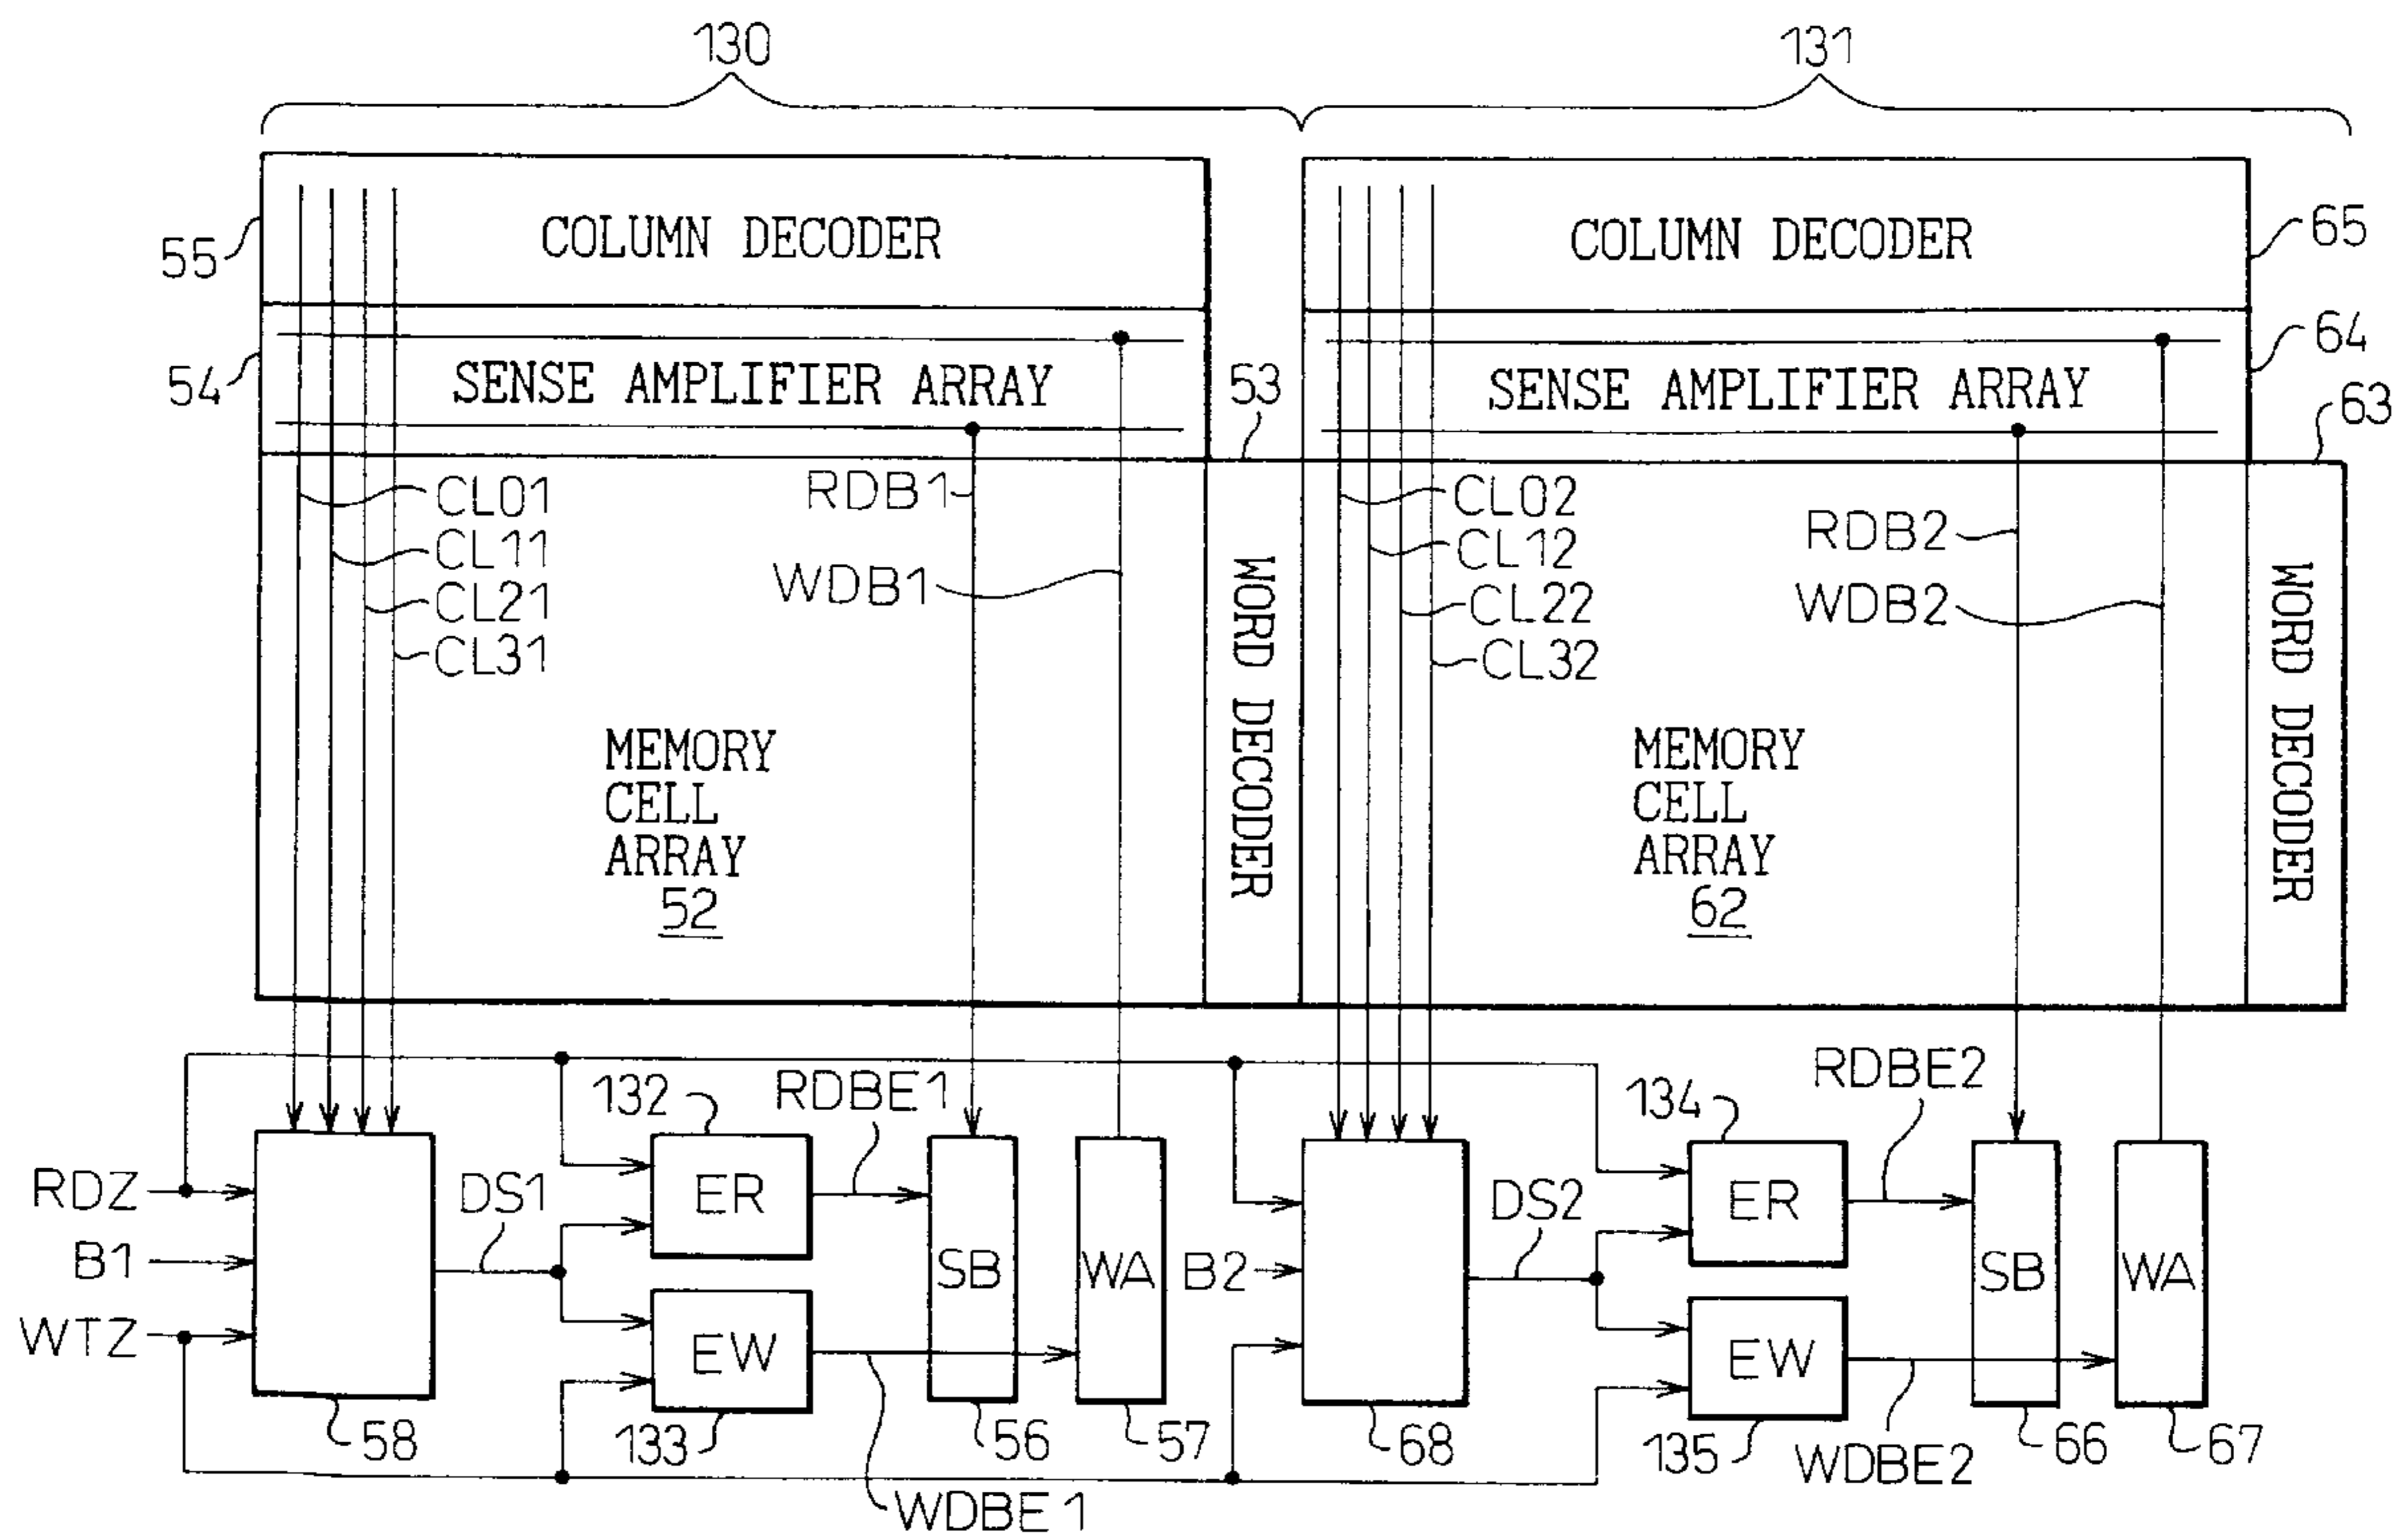 130
131
COLUMN DECODER
COLUMN DECODER
55
65
SENSE AMPLIFIER ARRAY
SENSE AMPLIFIER ARRAY
54
53
64
63
CL01
CL11
CL21
CL31
RDB1
WDB1
WORD DECODER
MEMORY
CELL
ARRAY
52
CL02
CL12
CL22
CL32
RDB2
WDB2
WORD DECODER
MEMORY
CELL
ARRAY
62
RDZ
B1
WTZ
58
DS1
132
ER
RDBE1
EW
133
WDBE1
SB
56
WA
57
B2
68
DS2
134
ER
RDBE2
EW
135
WDBE2
SB
66
WA
67